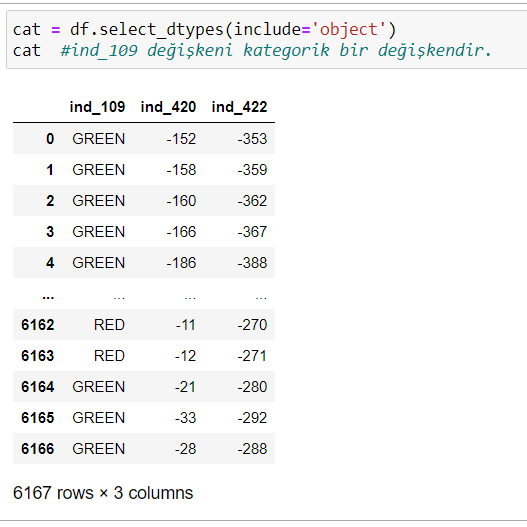 cat = df.select_dtypes(include='object')
cat #ind_109 değişkeni kategorik bir değişkendir.
ind_109 ind_420 ind_422
0 GREEN -152 -353
1 GREEN -158 -359
2 GREEN -160 -362
3 GREEN -166 -367
4 GREEN -186 -388
... ... ... ...
6162 RED -11 -270
6163 RED -12 -271
6164 GREEN -21 -280
6165 GREEN -33 -292
6166 GREEN -28 -288
6167 rows × 3 columns